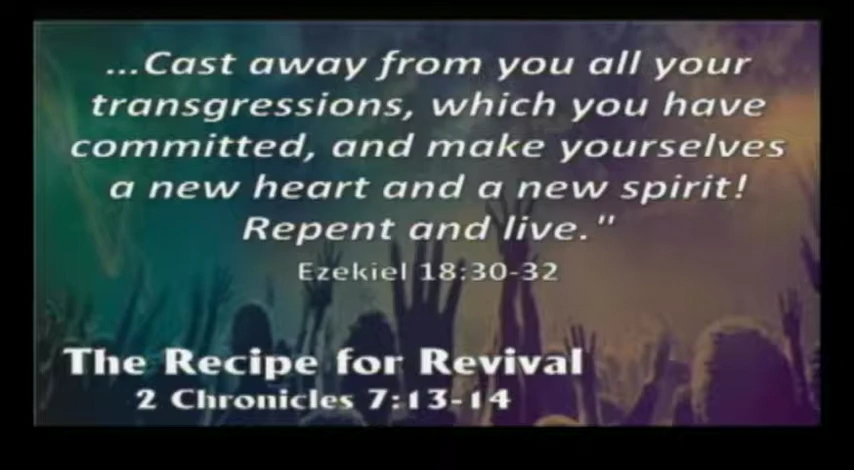 ...Cast away from you all your
transgressions, which you have
committed, and make yourselves
a new heart and a new spirit!
Repent and live."
Ezekiel 18:30-32
The Recipe for Revival
2 Chronicles 7:13-14